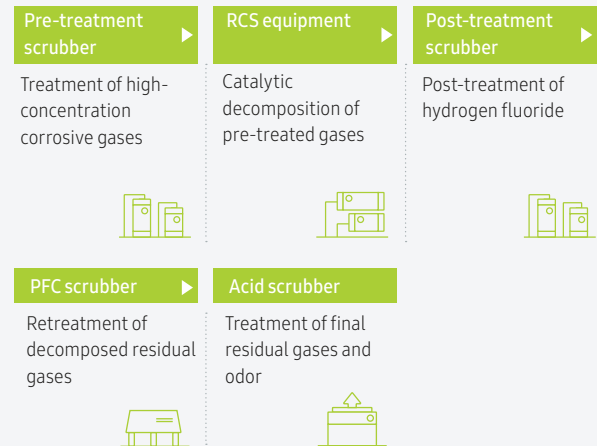 Pre-treatment
scrubber
Treatment of high-
concentration
corrosive gases
RCS equipment
Catalytic
decomposition of
pre-treated gases
Post-treatment
scrubber
Post-treatment of
hydrogen fluoride
PFC scrubber
Retreatment of
decomposed residual
gases
Acid scrubber
Treatment of final
residual gases and
odor